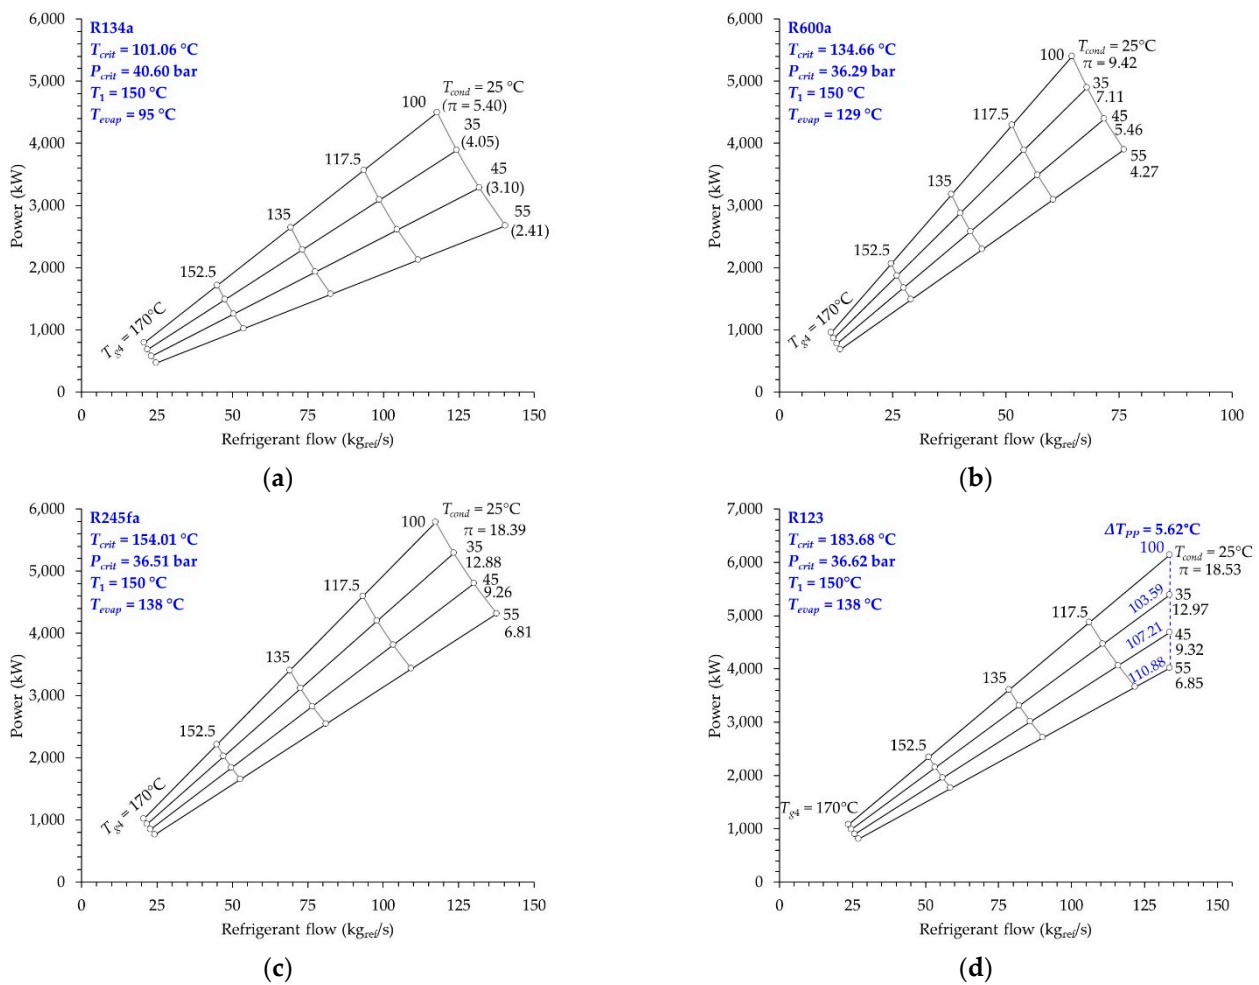 6,000
R134a
T_crit = 101.06 °C
P_crit = 40.60 bar
T_1 = 150 °C
T_evap = 95 °C
5,000
4,000
3,000
2,000
1,000
0
Power (kW)
T_cond = 25 °C
100
(π = 5.40)
35
(4.05)
117.5
45
(3.10)
135
55
(2.41)
152.5
T_g4 = 170°C
0 25 50 75 100 125 150
Refrigerant flow (kg_ref/s)
(a)
6,000
R600a
T_crit = 134.66 °C
P_crit = 36.29 bar
T_1 = 150 °C
T_evap = 129 °C
5,000
4,000
3,000
2,000
1,000
0
Power (kW)
T_cond = 25°C
100
π = 9.42
35
7.11
117.5
45
5.46
135
55
4.27
152.5
T_g4 = 170°C
0 25 50 75 100
Refrigerant flow (kg_ref/s)
(b)
6,000
R245fa
T_crit = 154.01 °C
P_crit = 36.51 bar
T_1 = 150 °C
T_evap = 138 °C
5,000
4,000
3,000
2,000
1,000
0
Power (kW)
T_cond = 25°C
100
π = 18.39
35
12.88
117.5
45
9.26
55
6.81
135
152.5
T_g4 = 170°C
0 25 50 75 100 125 150
Refrigerant flow (kg_ref/s)
(c)
7,000
R123
T_crit = 183.68 °C
P_crit = 36.62 bar
T_1 = 150°C
T_evap = 138 °C
6,000
5,000
4,000
3,000
2,000
1,000
0
Power (kW)
ΔT_PP = 5.62°C
100
T_cond = 25°C
π = 18.53
103.59
35
12.97
117.5
107.21
45
9.32
110.88
55
6.85
135
152.5
T_g4 = 170°C
0 25 50 75 100 125 150
Refrigerant flow (kg_ref/s)
(d)